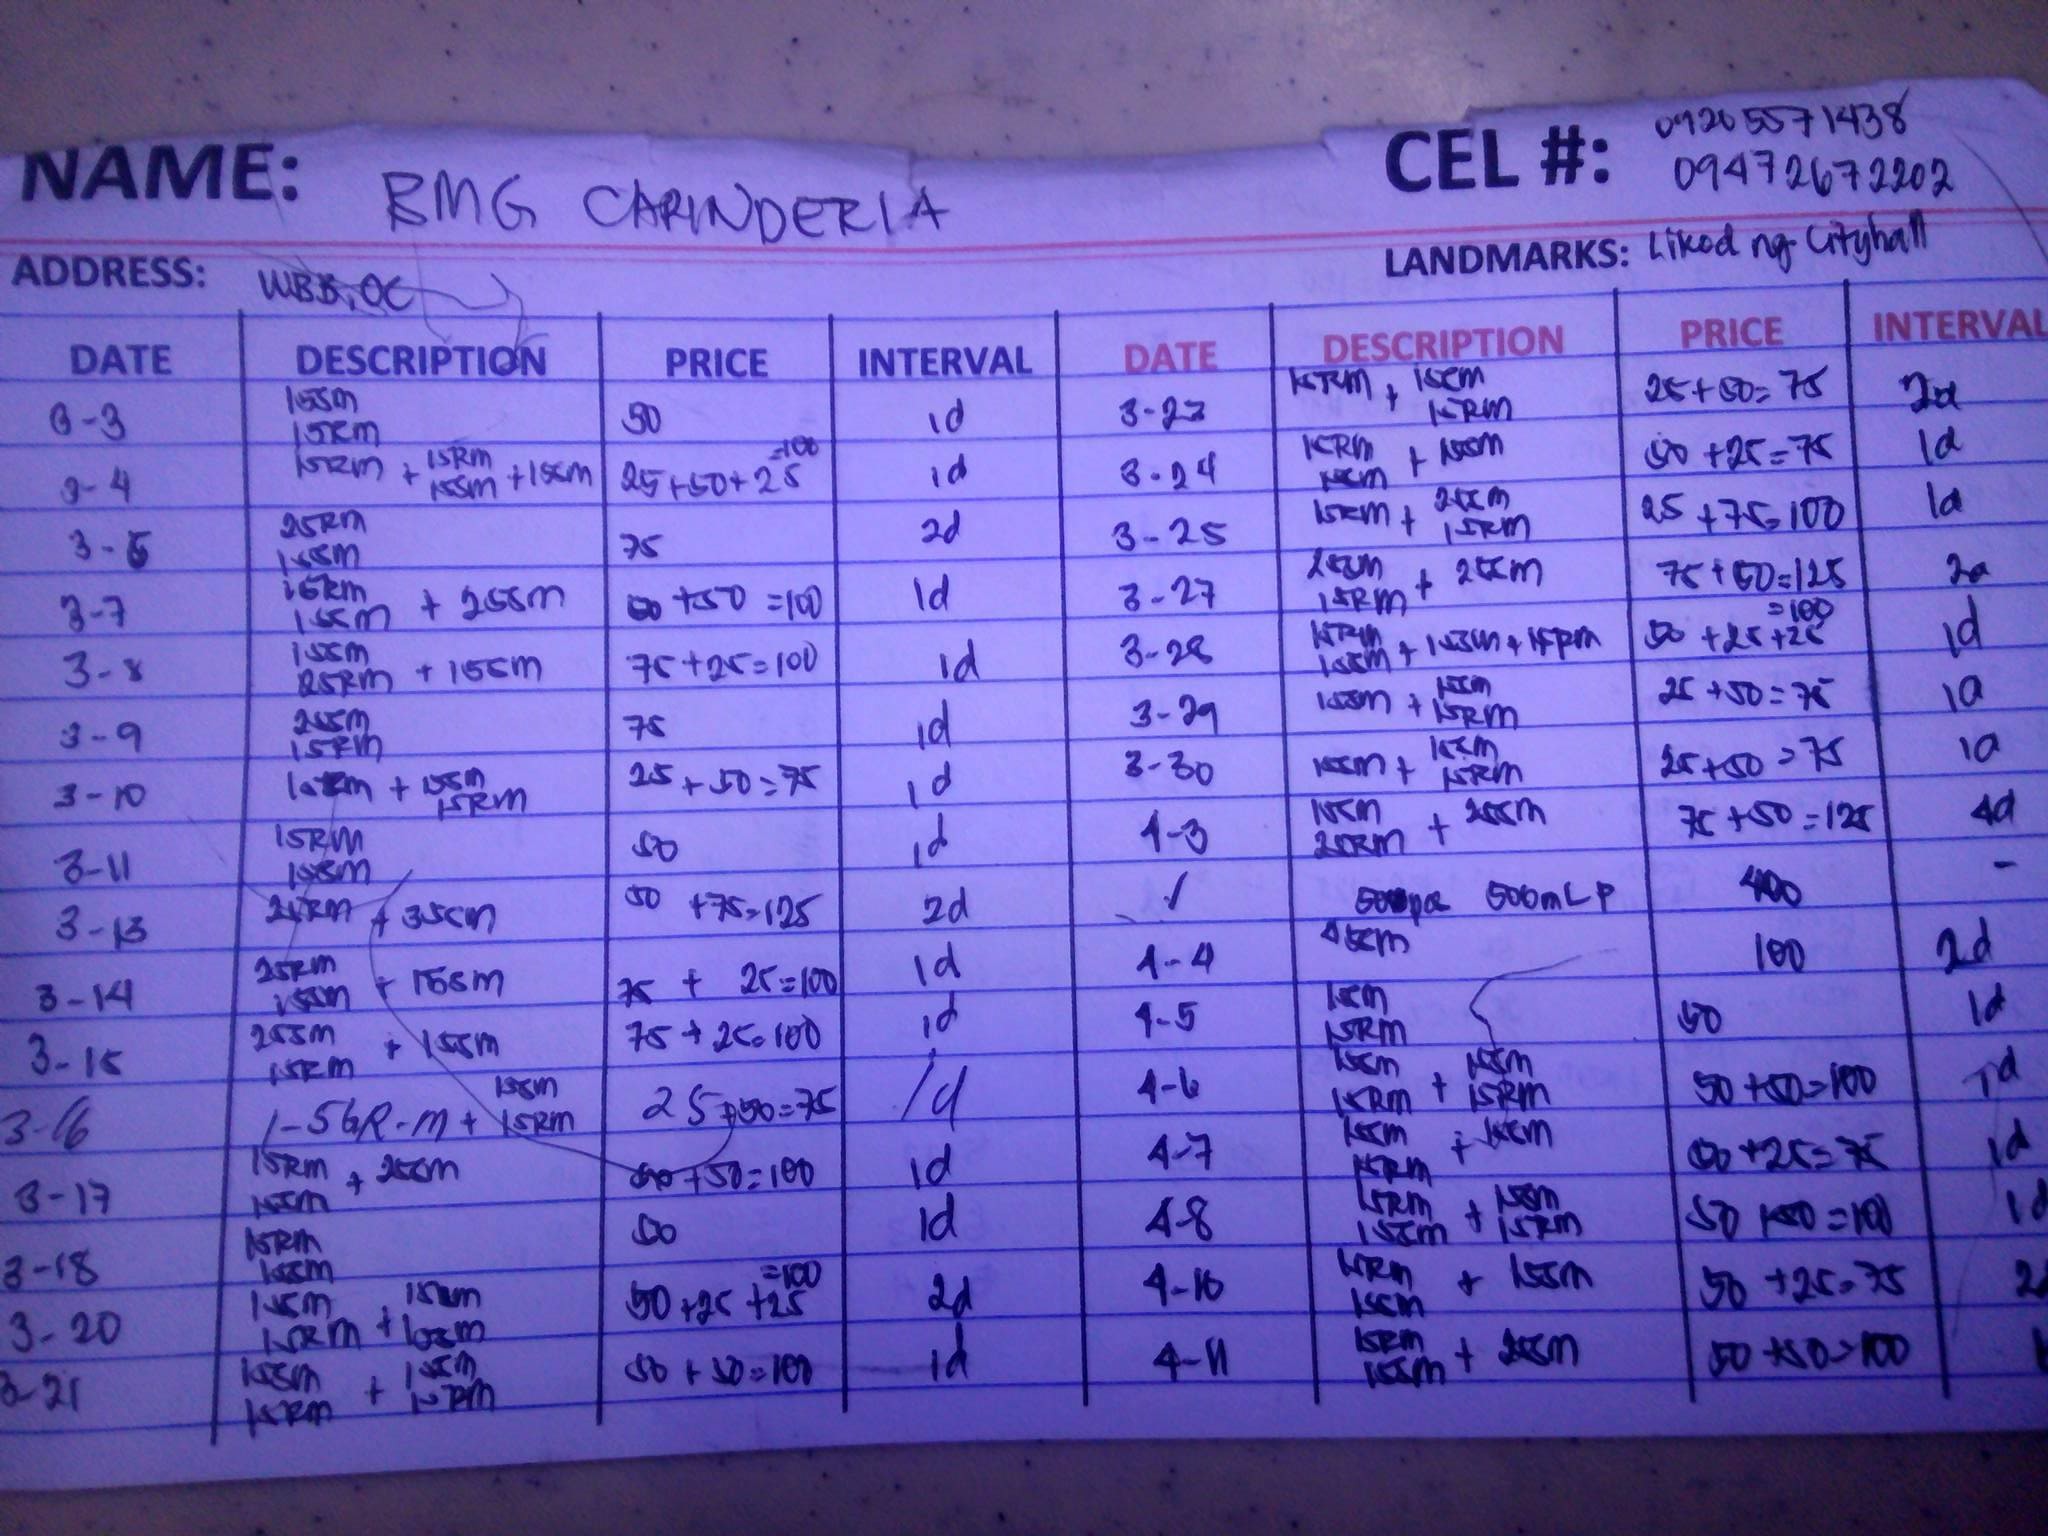 NAME: BMG CARINDERIA
CEL #: 09265571438
09472672202
ADDRESS: WBB, OC
LANDMARKS: Likod ng Cityhall
DATE DESCRIPTION PRICE INTERVAL DATE DESCRIPTION PRICE INTERVAL
3-3 15SM 15RM 50 1d
3-4 15RM + 15RM 15SM + 15SM 25+50+25 =100 1d
25RM 15SM 75 2d
3-7 15RM 15SM + 25SM 50 +50 =100 1d
3-8 15SM 25RM + 15SM 75+25=100 1d
3-9 25SM 15RM 75 1d
3-10 + 15SM 15RM 25+50=75 1d
3-11 15RM 15SM 50 1d
3-13 25RM + 35SM 50 +75=125 2d
3-14 25RM 15SM + 15SM 75 + 25=100 1d
3-15 25SM 15RM + 15SM 75+25=100 1d
3-16 1-5GR-M + 15SM 15RM 25+50=75 1d
3-17 15RM 15SM + 25SM 50+50=100 1d
3-18 15RM 15SM 50 1d
3-20 15SM 15RM + 50+25+25 =100 2d
3-21 15SM 15RM + 15SM 15RM 50+50=100 1d
3-23 15RM + 15SM 15RM 25+50=75 2d
3-24 15RM 15SM + 15SM 50+25=75 1d
3-25 15RM + 25SM 15RM 25+75=100 1d
3-27 25SM 15RM + 25SM 75+50=125 2d
3-28 15RM 15SM + 15SM + 15RM 50+25+25 =100 1d
3-29 15SM + 15SM 15RM 25+50=75 1d
3-30 15SM + 15SM 15RM 25+50=75 1d
4-3 15SM 25RM + 25SM 75+50=125 4d
500mL P 400 -
4-4 45SM 100 2d
4-5 15SM 15RM 50 1d
4-6 15SM 15RM + 15SM 15RM 50+50=100 1d
4-7 15SM 15RM + 15SM 50+25=75 1d
4-8 15RM 15SM + 15SM 15RM 50+50=100 1d
4-10 15RM 15SM + 15SM 50+25=75
4-11 15RM 15SM + 25SM 50+50=100